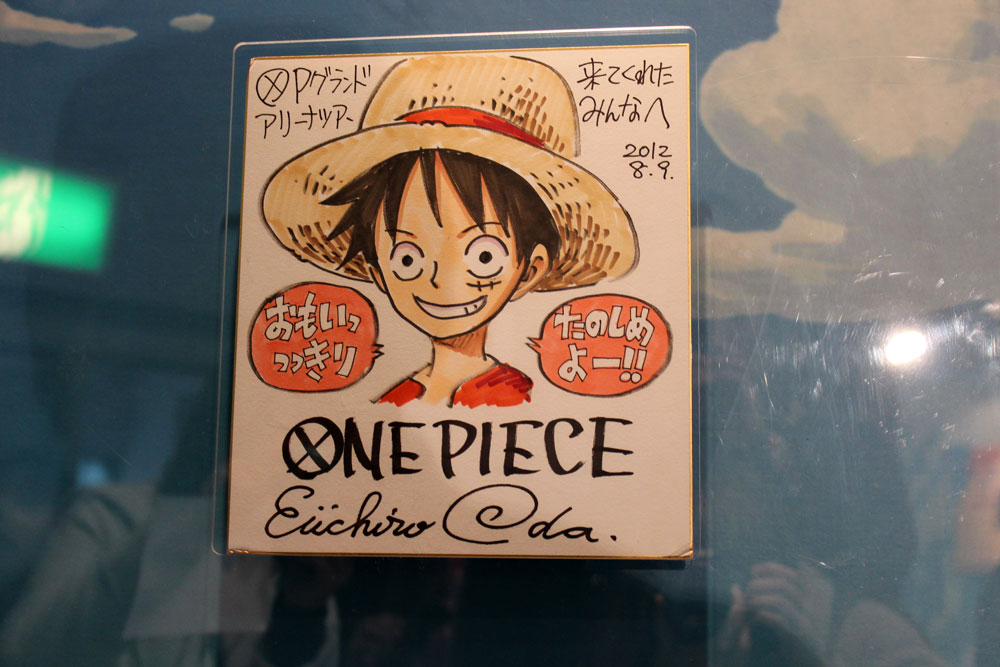 OPグランド
アリーナツアー
来てくれた
みんなへ
2012
8.9.
おもいっ
っっきり
たのしめ
よー!!
ONE PIECE
Eiichiro Oda.